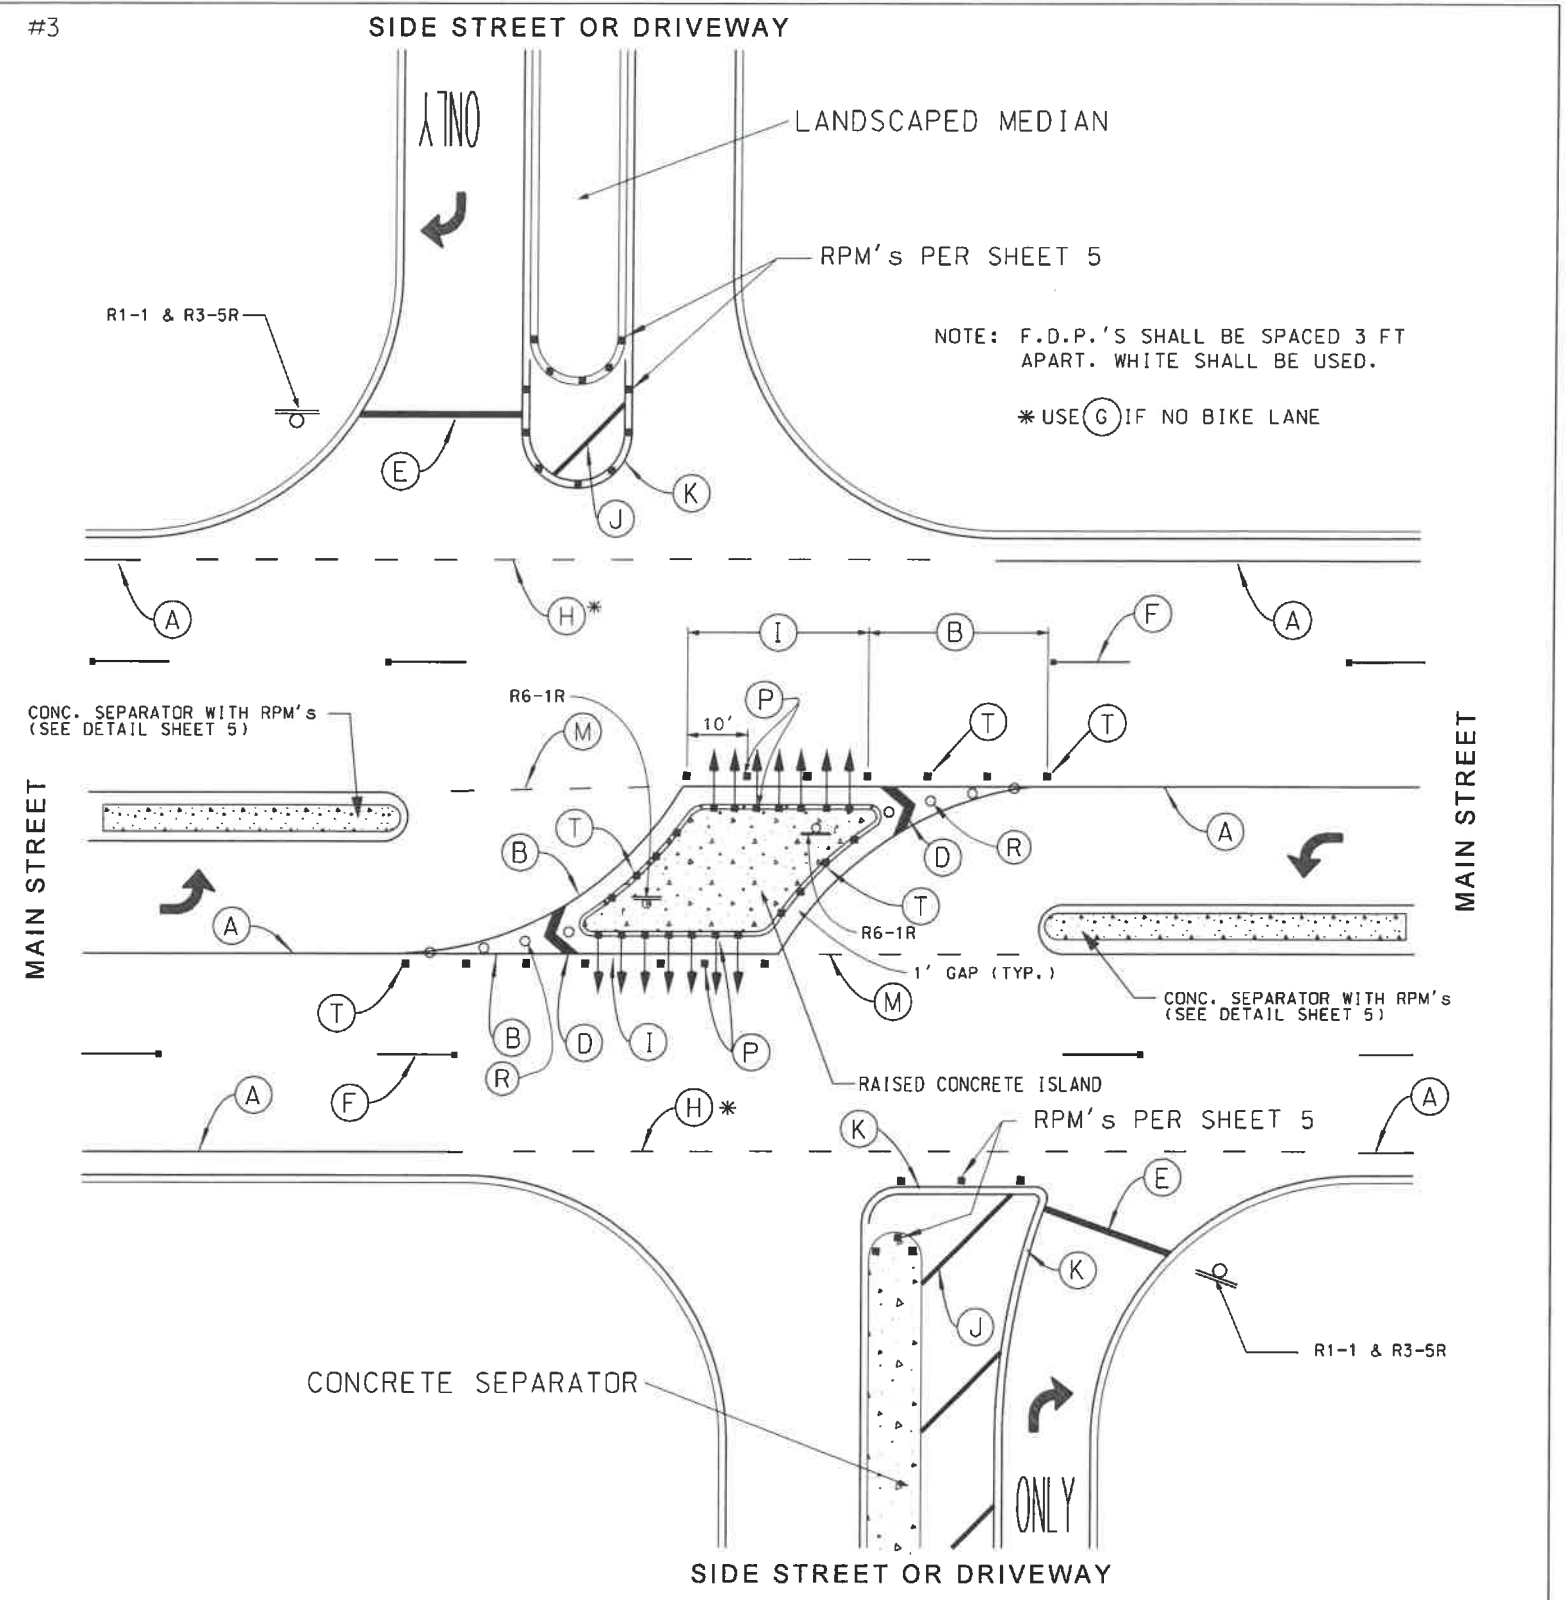 #3
SIDE STREET OR DRIVEWAY
ONLY
LANDSCAPED MEDIAN
RPM's PER SHEET 5
R1-1 & R3-5R
NOTE: F.D.P.'S SHALL BE SPACED 3 FT
APART. WHITE SHALL BE USED.
* USE G IF NO BIKE LANE
E
K
J
A
H*
I
B
F
A
R6-1R
P
CONC. SEPARATOR WITH RPM's
(SEE DETAIL SHEET 5)
M
10'
T
T
MAIN STREET
MAIN STREET
T
B
A
D
R
A
T
R6-1R
1' GAP (TYP.)
M
CONC. SEPARATOR WITH RPM's
(SEE DETAIL SHEET 5)
T
B
D
I
P
R
F
A
RAISED CONCRETE ISLAND
H*
A
K
RPM's PER SHEET 5
E
K
J
R1-1 & R3-5R
CONCRETE SEPARATOR
ONLY
SIDE STREET OR DRIVEWAY